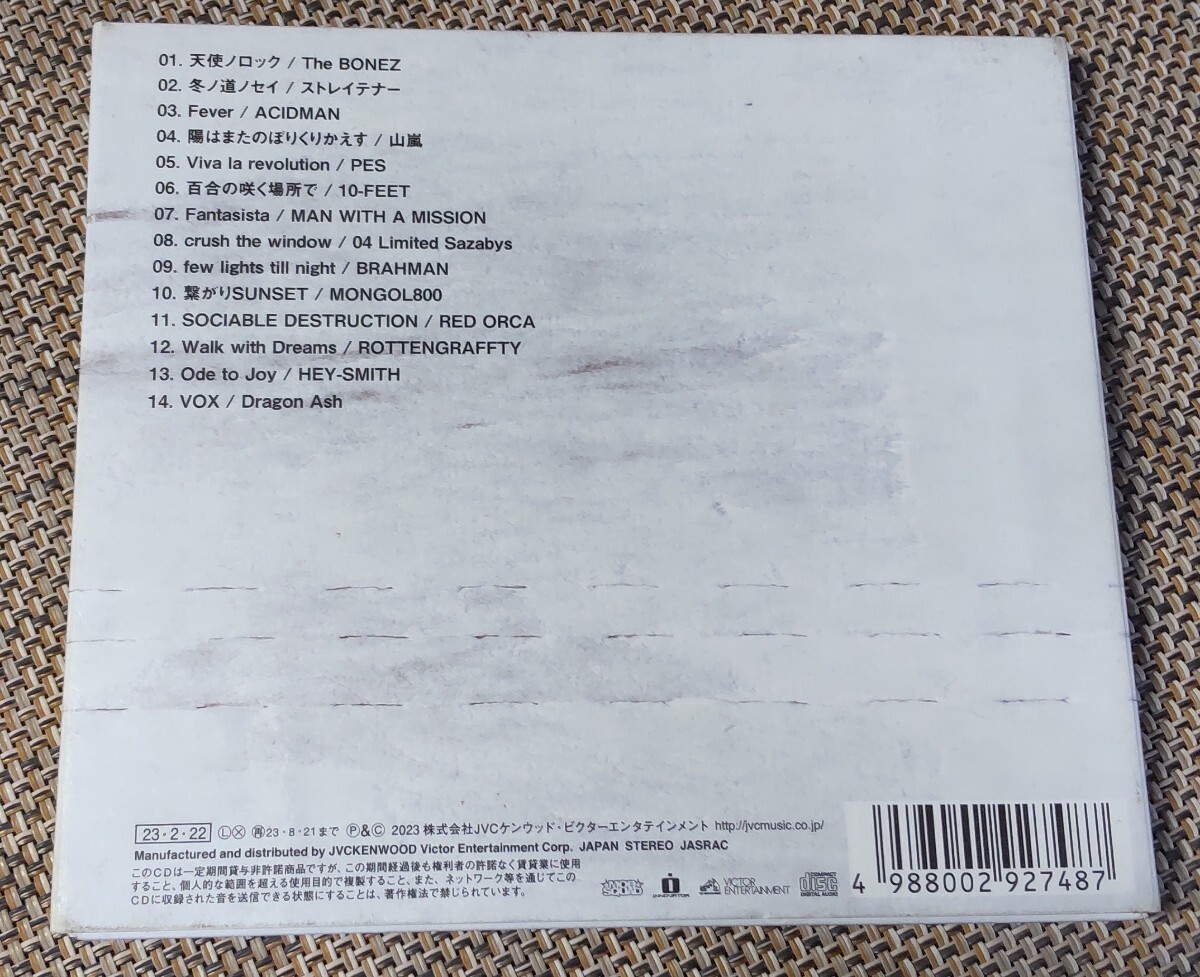 01. 天使ノロック / The BONEZ
02. 冬ノ道ノセイ / ストレイテナー
03. Fever / ACIDMAN
04. 陽はまたのぼりくりかえす / 山嵐
05. Viva la revolution / PES
06. 百合の咲く場所で / 10-FEET
07. Fantasista / MAN WITH A MISSION
08. crush the window / 04 Limited Sazabys
09. few lights till night / BRAHMAN
10. 繋がりSUNSET / MONGOL800
11. SOCIABLE DESTRUCTION / RED ORCA
12. Walk with Dreams / ROTTENGRAFFTY
13. Ode to Joy / HEY-SMITH
14. VOX / Dragon Ash
23・2・22 Ⓛ Ⓧ ㊢23・8・21まで Ⓟ&Ⓒ 2023 株式会社JVCケンウッド・ビクターエンタテインメント http://jvcmusic.co.jp/
Manufactured and distributed by JVCKENWOOD Victor Entertainment Corp. JAPAN STEREO JASRAC
このCDは一定期間貸与非許諾商品ですが、この期間経過後も権利者の許諾なく賃貸業に使用
すること、個人的な範囲を超える使用目的で複製すること、また、ネットワーク等を通じてこの
CDに収録された音を送信できる状態にすることは、著作権法で禁じられています。
VICTOR ENTERTAINMENT
COMPACT disc DIGITAL AUDIO
4 988002 927487